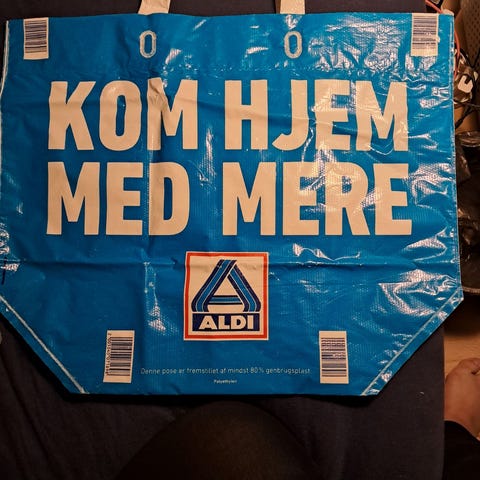 KOM HJEM
MED MERE
ALDI
Denne pose er fremstillet af mindst 80% genbrugsplast
Polyethylen